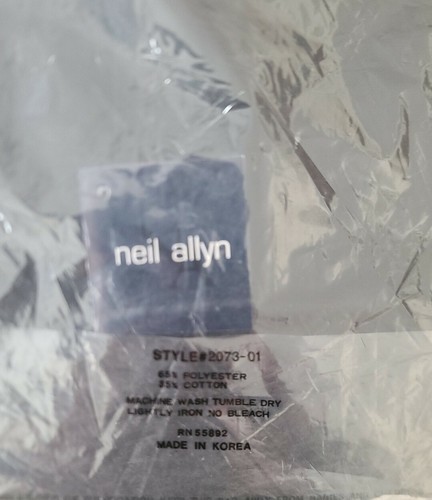 neil allyn
STYLE#2073-01
65% POLYESTER
35% COTTON
MACHINE WASH TUMBLE DRY
LIGHTLY IRON NO BLEACH
RN 55892
MADE IN KOREA